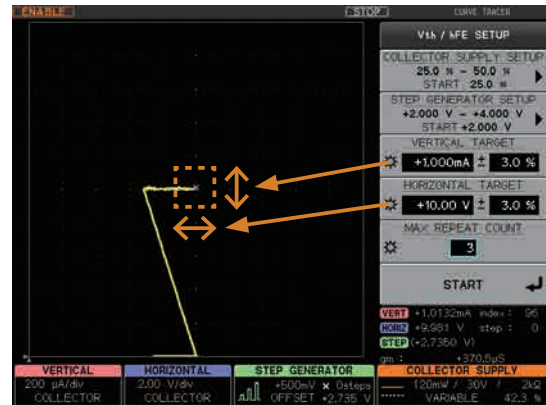 ENABLE
STOP
CURVE TRACER
Vth / hFE SETUP
COLLECTOR SUPPLY SETUP
25.0 % - 50.0 %
START 25.0 %
STEP GENERATOR SETUP
+2.000 V - +4.000 V
START +2.000 V
VERTICAL TARGET
+1.000mA ± 3.0 %
HORIZONTAL TARGET
+10.00 V ± 3.0 %
MAX REPEAT COUNT
3
START
VERT +1.0132mA index: 96
HORIZ +9.981 V step: 0
STEP (+2.7350 V)
gm : +370.8µS
VERTICAL
200 µA/div
COLLECTOR
HORIZONTAL
2.00 V/div
COLLECTOR
STEP GENERATOR
+500mV × 0steps
OFFSET +2.735 V
COLLECTOR SUPPLY
120mW / 30V / 2kΩ
VARIABLE 42.3 %